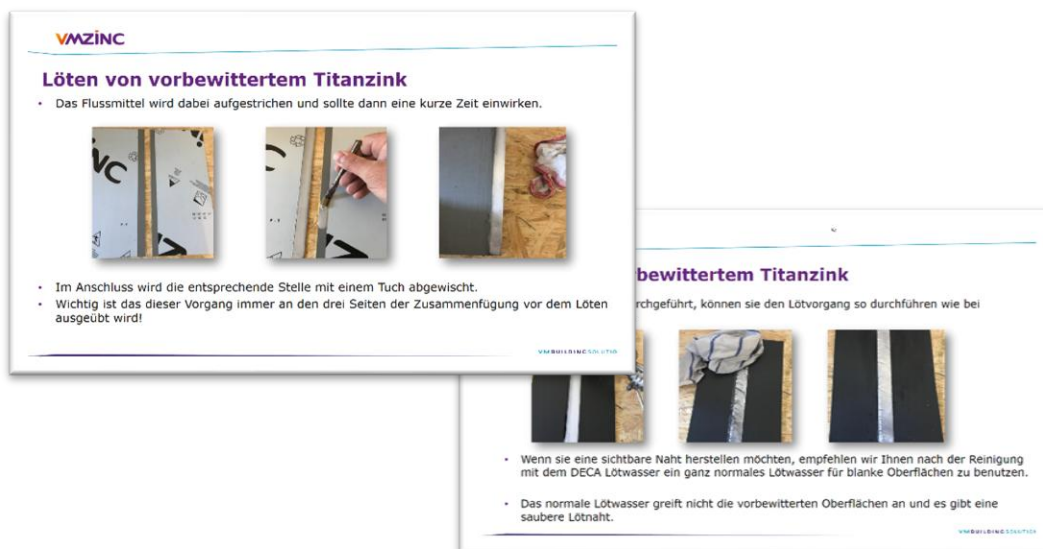 VMZINC
Löten von vorbewittertem Titanzink
• Das Flussmittel wird dabei aufgestrichen und sollte dann eine kurze Zeit einwirken.
• Im Anschluss wird die entsprechende Stelle mit einem Tuch abgewischt.
• Wichtig ist das dieser Vorgang immer an den drei Seiten der Zusammenfügung vor dem Löten
ausgeübt wird!
VMBUILDINGSOLUTIO
bewittertem Titanzink
rchgeführt, können sie den Lötvorgang so durchführen wie bei
• Wenn sie eine sichtbare Naht herstellen möchten, empfehlen wir Ihnen nach der Reinigung
mit dem DECA Lötwasser ein ganz normales Lötwasser für blanke Oberflächen zu benutzen.
• Das normale Lötwasser greift nicht die vorbewitterten Oberflächen an und es gibt eine
saubere Lötnaht.